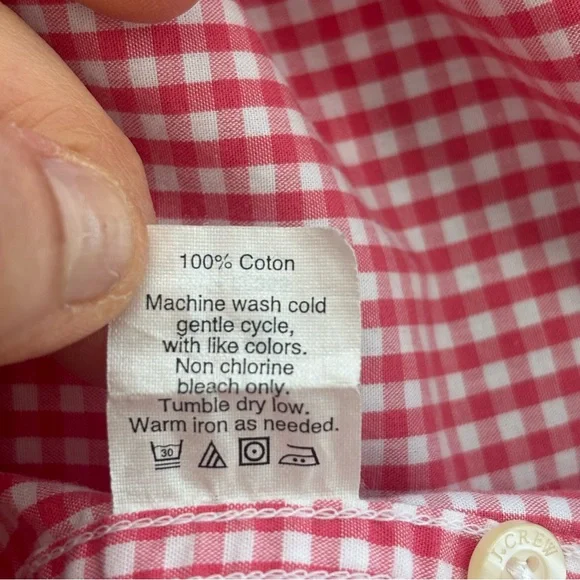 100% Coton
Machine wash cold
gentle cycle,
with like colors.
Non chlorine
bleach only.
Tumble dry low.
Warm iron as needed.
30
J.CREW